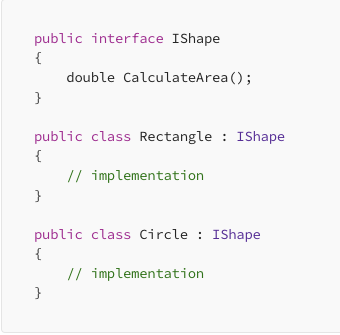 public interface IShape
{
    double CalculateArea();
}
public class Rectangle : IShape
{
    // implementation
}
public class Circle : IShape
{
    // implementation
}